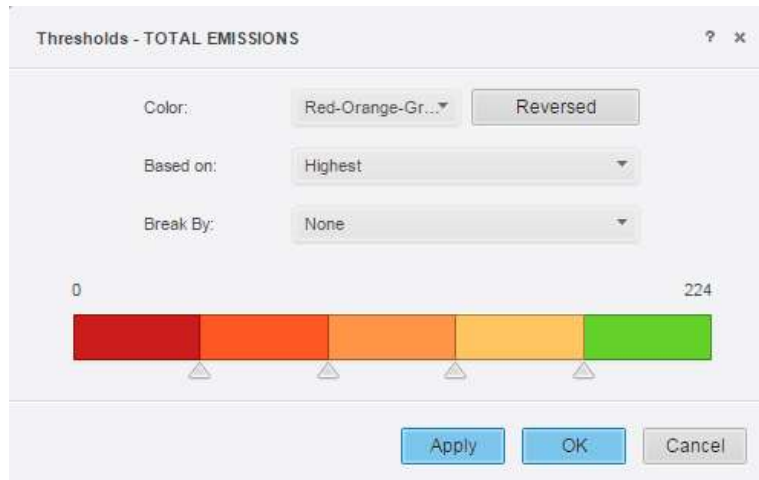 Thresholds - TOTAL EMISSIONS ? ×
Color: Red-Orange-Gr... Reversed
Based on: Highest
Break By: None
0 224
Apply OK Cancel